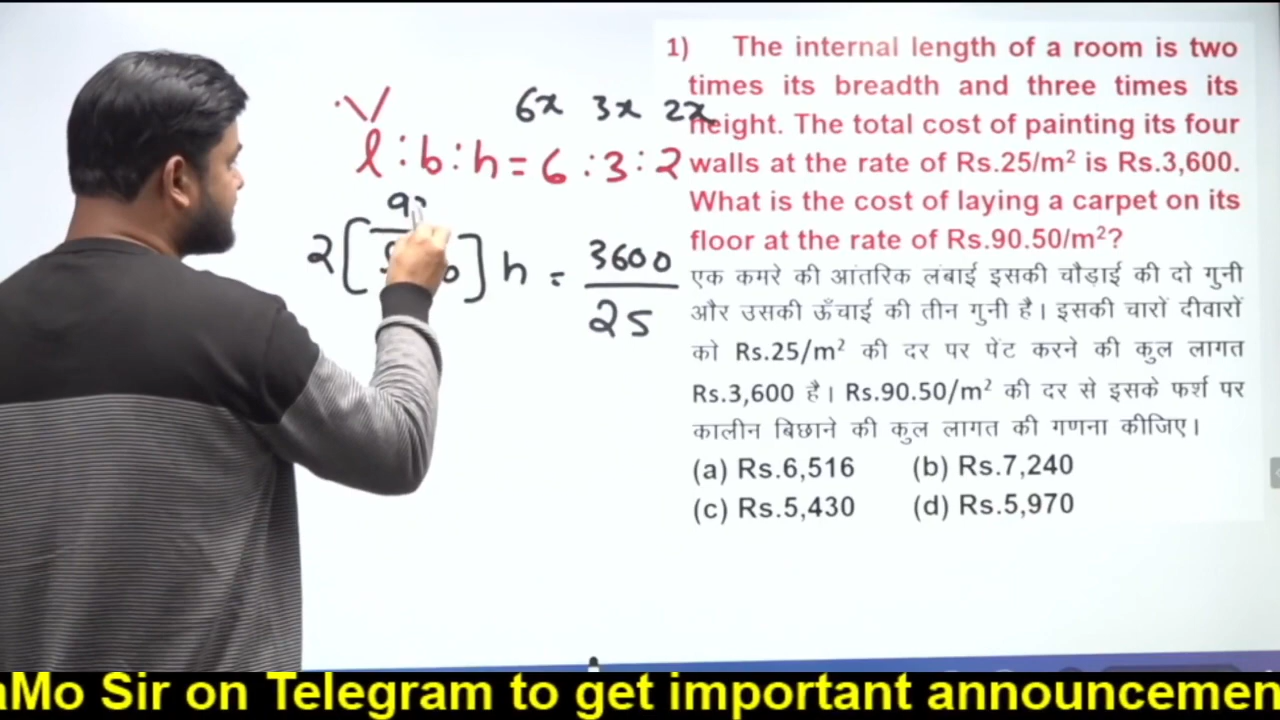 6x 3x 2x
l : b : h = 6 : 3 : 2
9
2 [ ] h = 3600
25
1) The internal length of a room is two
times its breadth and three times its
height. The total cost of painting its four
walls at the rate of Rs.25/m² is Rs.3,600.
What is the cost of laying a carpet on its
floor at the rate of Rs.90.50/m²?
एक कमरे की आंतरिक लंबाई इसकी चौड़ाई की दो गुनी
और उसकी ऊँचाई की तीन गुनी है। इसकी चारों दीवारों
को Rs.25/m² की दर पर पेंट करने की कुल लागत
Rs.3,600 है। Rs.90.50/m² की दर से इसके फर्श पर
कालीन बिछाने की कुल लागत की गणना कीजिए।
(a) Rs.6,516 (b) Rs.7,240
(c) Rs.5,430 (d) Rs.5,970
aMo Sir on Telegram to get important announcemen